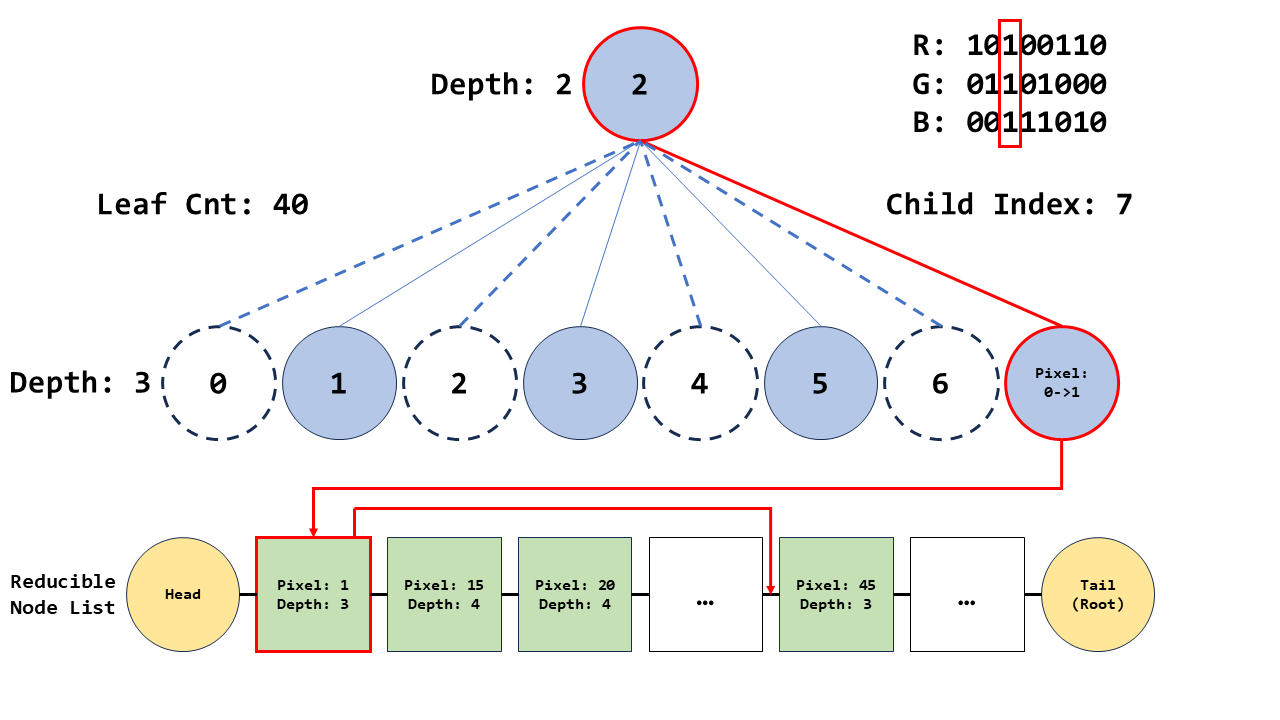 R: 10100110
Depth: 2
2
G: 01101000
B: 00111010
Leaf Cnt: 40
Child Index: 7
Depth: 3
0
1
2
3
4
5
6
Pixel:
0->1
Reducible
Node List
Head
Pixel: 1
Depth: 3
Pixel: 15
Depth: 4
Pixel: 20
Depth: 4
…
Pixel: 45
Depth: 3
…
Tail
(Root)